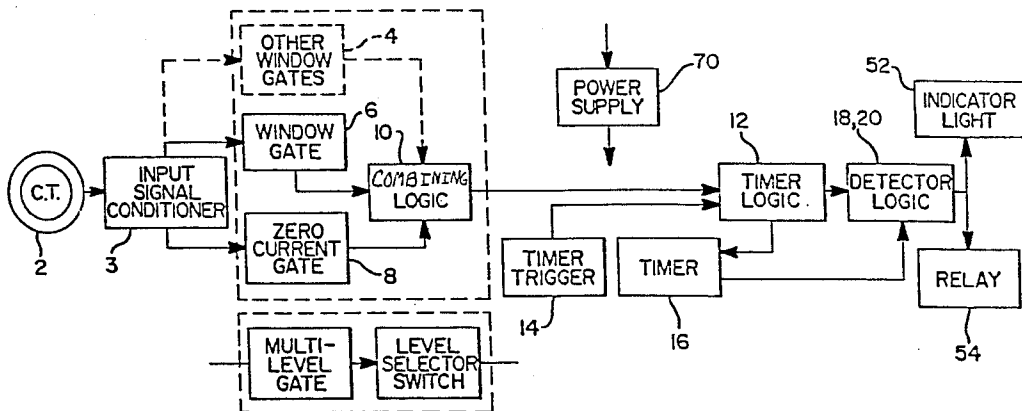 OTHER
WINDOW
GATES
4
POWER
SUPPLY
70
52
INDICATOR
LIGHT
WINDOW
GATE
6
10
COMBINING
LOGIC
12
TIMER
LOGIC
18,20
DETECTOR
LOGIC
C.T.
2
INPUT
SIGNAL
CONDITIONER
3
ZERO
CURRENT
GATE
8
TIMER
TRIGGER
14
TIMER
16
RELAY
54
MULTI-
LEVEL
GATE
LEVEL
SELECTOR
SWITCH